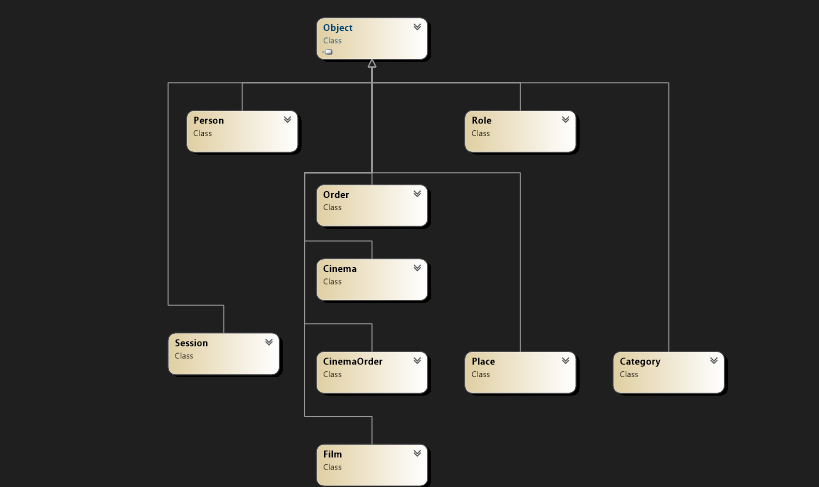 Object
Class
Person
Class
Role
Class
Order
Class
Cinema
Class
Session
Class
CinemaOrder
Class
Place
Class
Category
Class
Film
Class